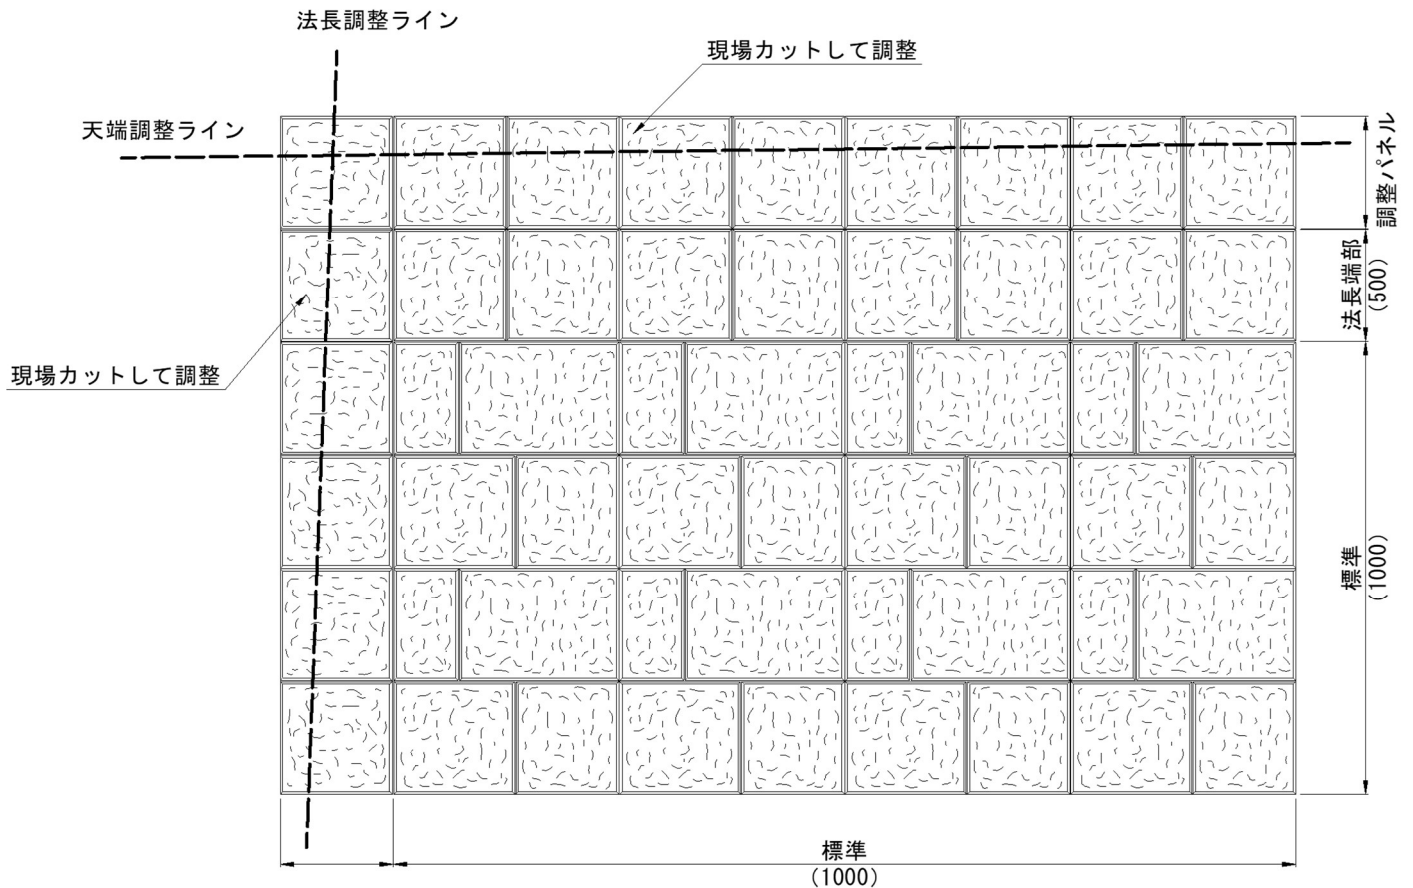 法長調整ライン
現場カットして調整
天端調整ライン
調整パネル
法長端部
(500)
現場カットして調整
標準
(1000)
標準
(1000)